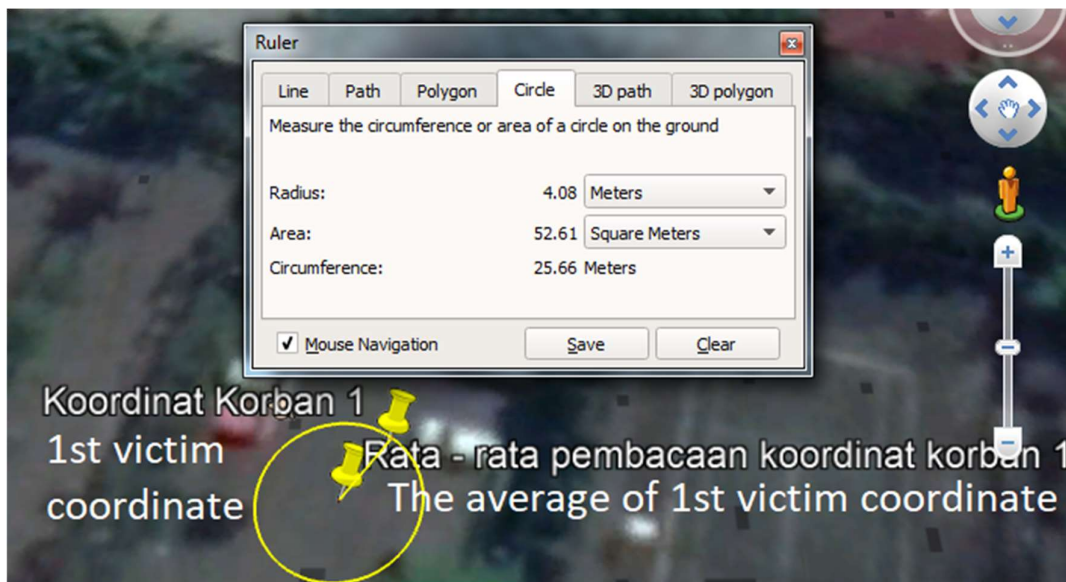 Ruler
Line Path Polygon Circle 3D path 3D polygon
Measure the circumference or area of a circle on the ground
Radius: 4.08 Meters
Area: 52.61 Square Meters
Circumference: 25.66 Meters
Mouse Navigation Save Clear
Koordinat Korban 1
1st victim
coordinate
Rata - rata pembacaan koordinat korban 1
The average of 1st victim coordinate